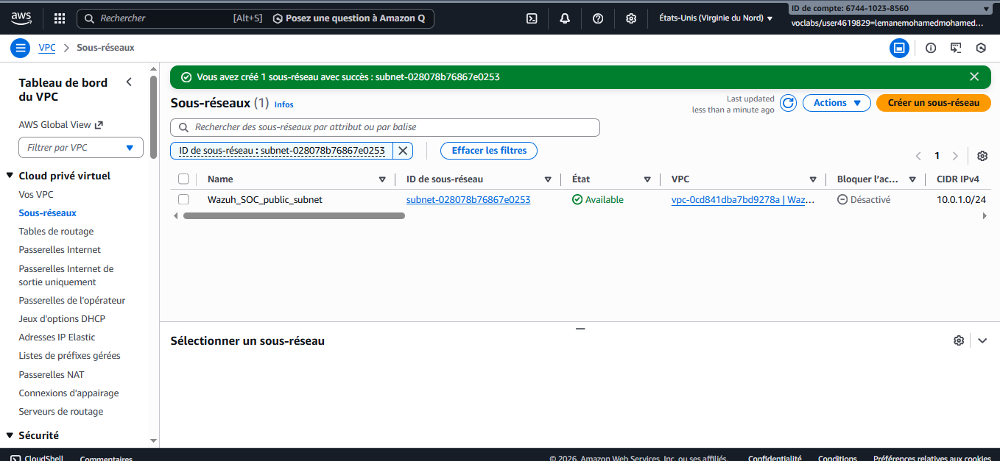 aws
Rechercher [Alt+S] Posez une question à Amazon Q
États-Unis (Virginie du Nord)
ID de compte: 6744-1023-8560
voclabs/user4619829=lemanemohamedmohamed...
VPC
Sous-réseaux
Tableau de bord du VPC
AWS Global View
Filtrer par VPC
Cloud privé virtuel
Vos VPC
Sous-réseaux
Tables de routage
Passerelles Internet
Passerelles Internet de sortie uniquement
Passerelles de l'opérateur
Jeux d'options DHCP
Adresses IP Elastic
Listes de préfixes gérées
Passerelles NAT
Connexions d'appairage
Serveurs de routage
Sécurité
Vous avez créé 1 sous-réseau avec succès : subnet-028078b76867e0253
Sous-réseaux (1) Infos
Last updated
less than a minute ago
Actions
Créer un sous-réseau
Rechercher des sous-réseaux par attribut ou par balise
ID de sous-réseau : subnet-028078b76867e0253
Effacer les filtres
1
Name ID de sous-réseau État VPC Bloquer l'ac... CIDR IPv4
Wazuh_SOC_public_subnet subnet-028078b76867e0253 Available vpc-0cd841dba7bd9278a | Waz... Désactivé 10.0.1.0/24
Sélectionner un sous-réseau
CloudShell Commentaires © 2026, Amazon Web Services, Inc. ou ses affiliés. Confidentialité Conditions Préférences relatives aux cookies